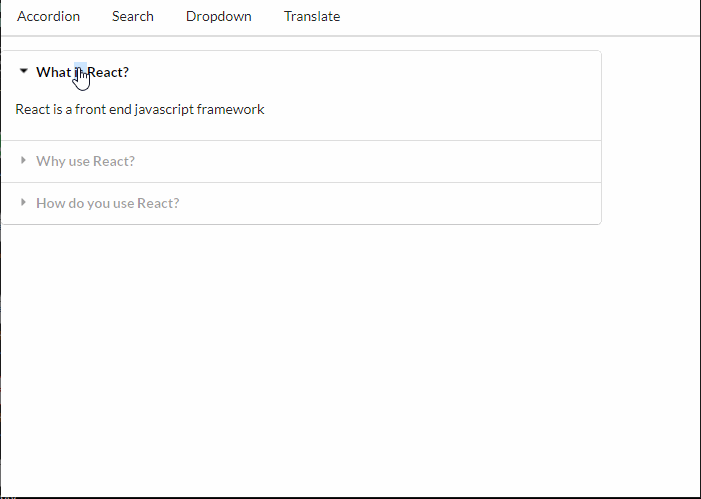 Accordion Search Dropdown Translate
What is React?
React is a front end javascript framework
Why use React?
How do you use React?